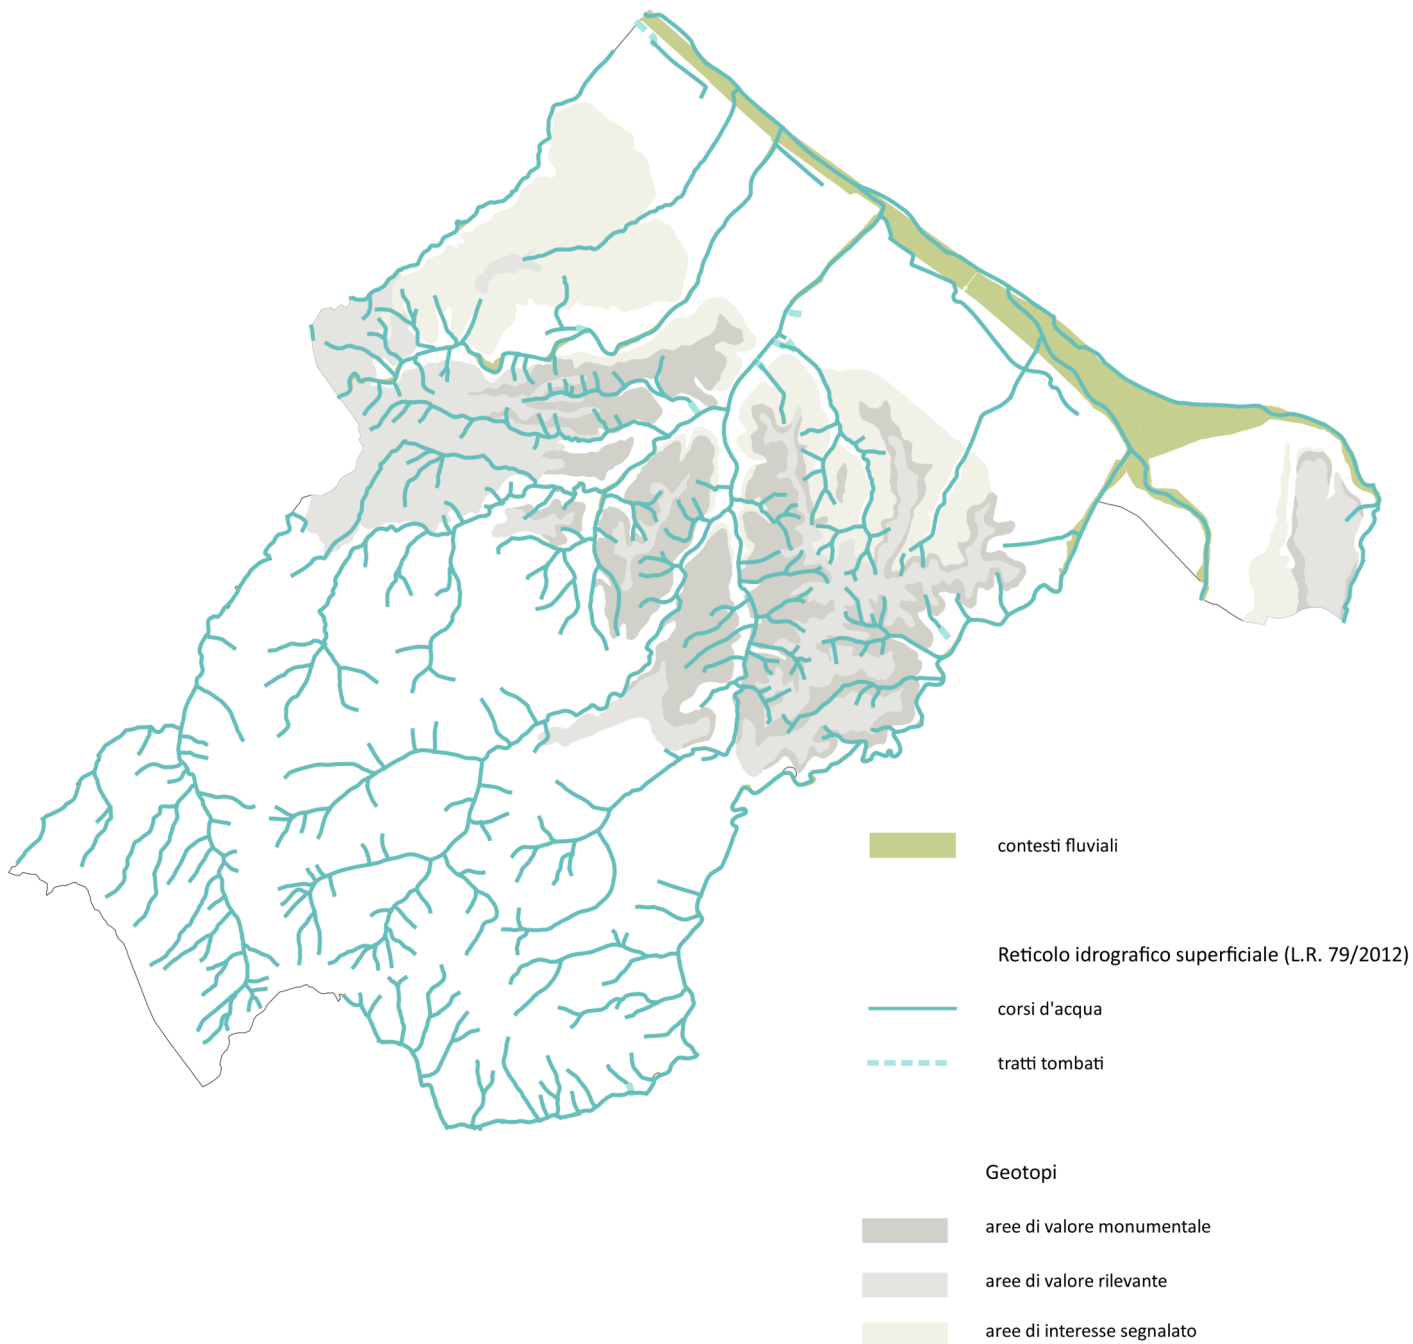 contesti fluviali
Reticolo idrografico superficiale (L.R. 79/2012)
corsi d'acqua
tratti tombati
Geotopi
aree di valore monumentale
aree di valore rilevante
aree di interesse segnalato